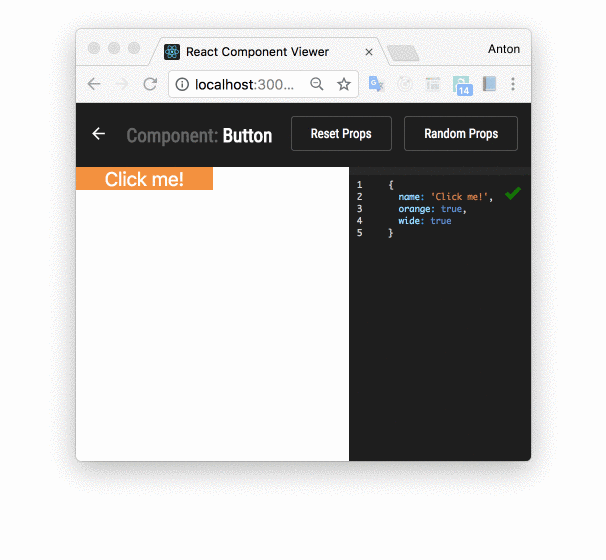 React Component Viewer
Anton
localhost:300...
14
Component: Button
Reset Props
Random Props
Click me!
1 {
2 name: 'Click me!',
3 orange: true,
4 wide: true
5 }